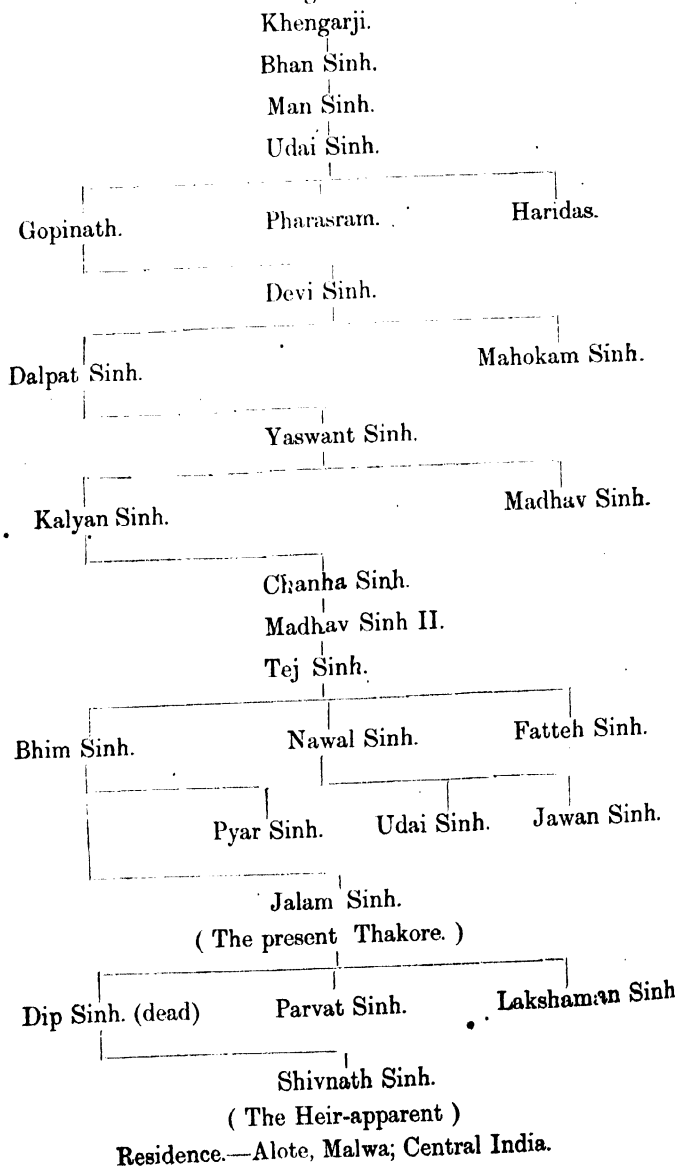 Khengarji.
Bhan Sinh.
Man Sinh.
Udai Sinh.
Gopinath. Pharasram. Haridas.
Devi Sinh.
Dalpat Sinh. Mahokam Sinh.
Yaswant Sinh.
Kalyan Sinh. Madhav Sinh.
Chanha Sinh.
Madhav Sinh II.
Tej Sinh.
Bhim Sinh. Nawal Sinh. Fatteh Sinh.
Pyar Sinh. Udai Sinh. Jawan Sinh.
Jalam Sinh.
( The present Thakore. )
Dip Sinh. (dead) Parvat Sinh. Lakshaman Sinh
Shivnath Sinh.
( The Heir-apparent )
Residence.—Alote, Malwa; Central India.